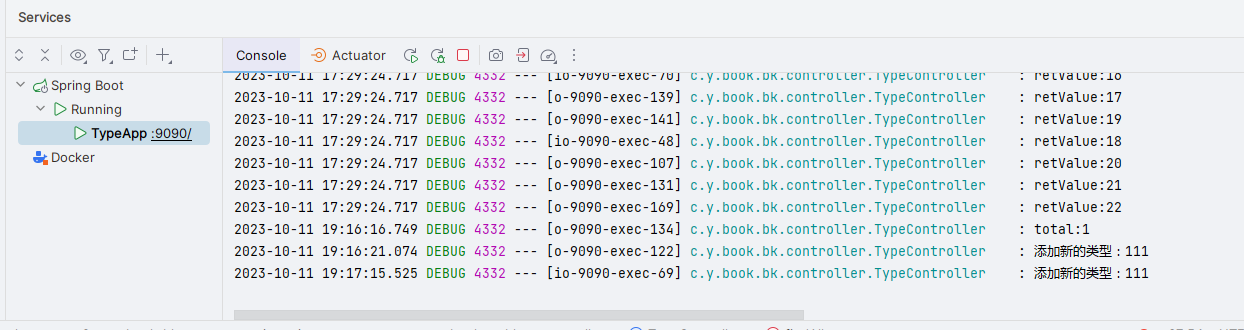 Services
Console
Actuator
Spring Boot
Running
TypeApp :9090/
Docker
2023-10-11 17:29:24.717 DEBUG 4332 --- [io-9090-exec-70] c.y.book.bk.controller.TypeController : retValue:16
2023-10-11 17:29:24.717 DEBUG 4332 --- [o-9090-exec-139] c.y.book.bk.controller.TypeController : retValue:17
2023-10-11 17:29:24.717 DEBUG 4332 --- [o-9090-exec-141] c.y.book.bk.controller.TypeController : retValue:19
2023-10-11 17:29:24.717 DEBUG 4332 --- [io-9090-exec-48] c.y.book.bk.controller.TypeController : retValue:18
2023-10-11 17:29:24.717 DEBUG 4332 --- [o-9090-exec-107] c.y.book.bk.controller.TypeController : retValue:20
2023-10-11 17:29:24.717 DEBUG 4332 --- [o-9090-exec-131] c.y.book.bk.controller.TypeController : retValue:21
2023-10-11 17:29:24.717 DEBUG 4332 --- [o-9090-exec-169] c.y.book.bk.controller.TypeController : retValue:22
2023-10-11 19:16:16.749 DEBUG 4332 --- [o-9090-exec-134] c.y.book.bk.controller.TypeController : total:1
2023-10-11 19:16:21.074 DEBUG 4332 --- [o-9090-exec-122] c.y.book.bk.controller.TypeController : 添加新的类型：111
2023-10-11 19:17:15.525 DEBUG 4332 --- [io-9090-exec-69] c.y.book.bk.controller.TypeController : 添加新的类型：111